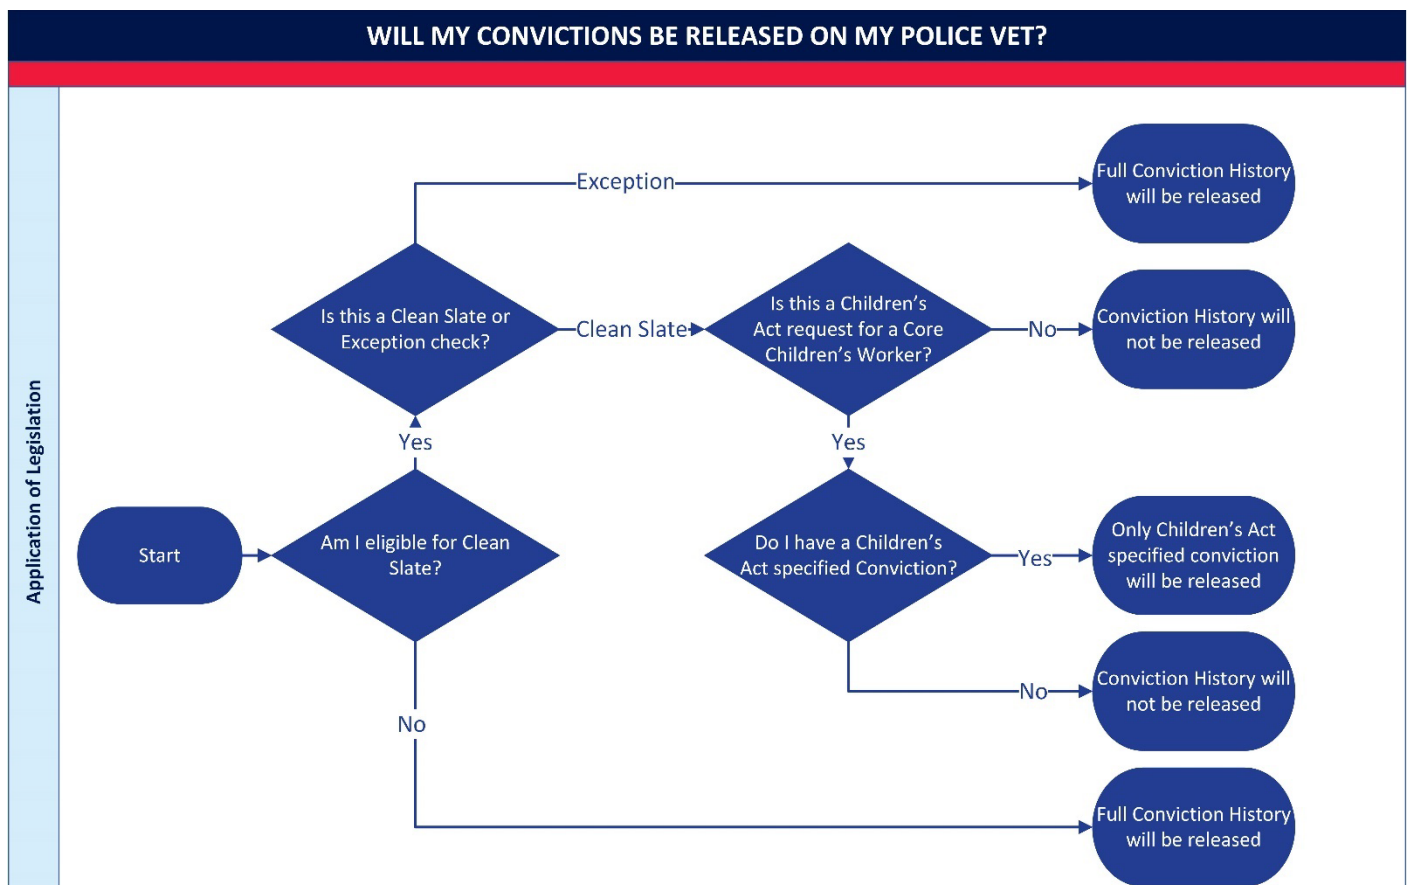 WILL MY CONVICTIONS BE RELEASED ON MY POLICE VET?
Application of Legislation
Exception
Full Conviction History
will be released
Is this a Clean Slate or
Exception check?
Clean Slate
Is this a Children’s
Act request for a Core
Children’s Worker?
No
Conviction History will
not be released
Yes
Yes
Start
Am I eligible for Clean
Slate?
Do I have a Children’s
Act specified Conviction?
Yes
Only Children’s Act
specified conviction
will be released
No
Conviction History will
not be released
No
Full Conviction History
will be released